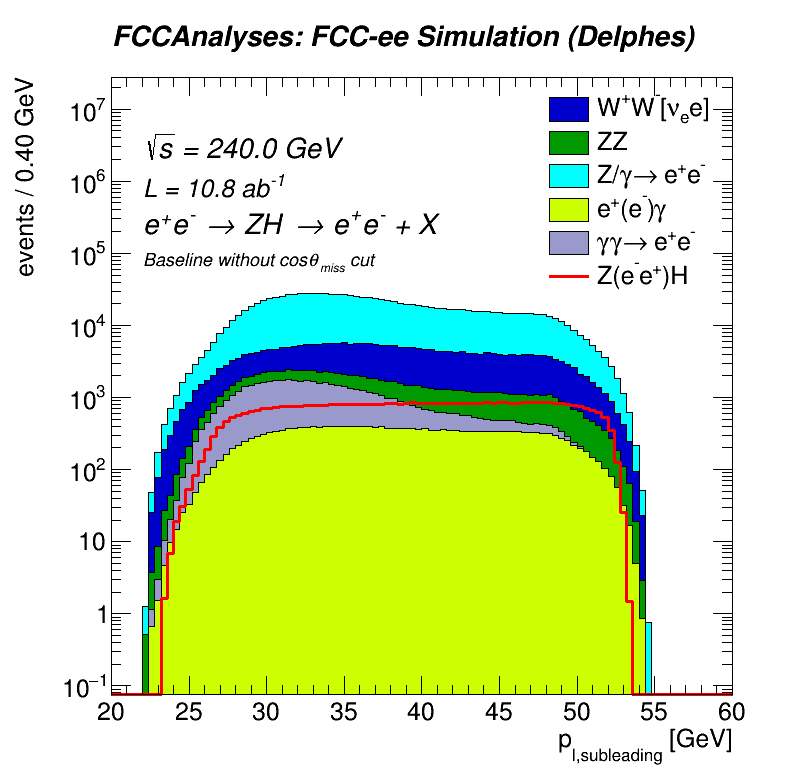 FCCAnalyses: FCC-ee Simulation (Delphes)
events / 0.40 GeV
√s = 240.0 GeV
L = 10.8 ab⁻¹
e⁺e⁻ → ZH → e⁺e⁻ + X
Baseline without cosθ_miss cut
W⁺W⁻[ν_e e]
ZZ
Z/γ→ e⁺e⁻
e⁺(e⁻)γ
γγ→ e⁺e⁻
Z(e⁻e⁺)H
10⁷
10⁶
10⁵
10⁴
10³
10²
10
1
10⁻¹
20 25 30 35 40 45 50 55 60
p_l,subleading [GeV]